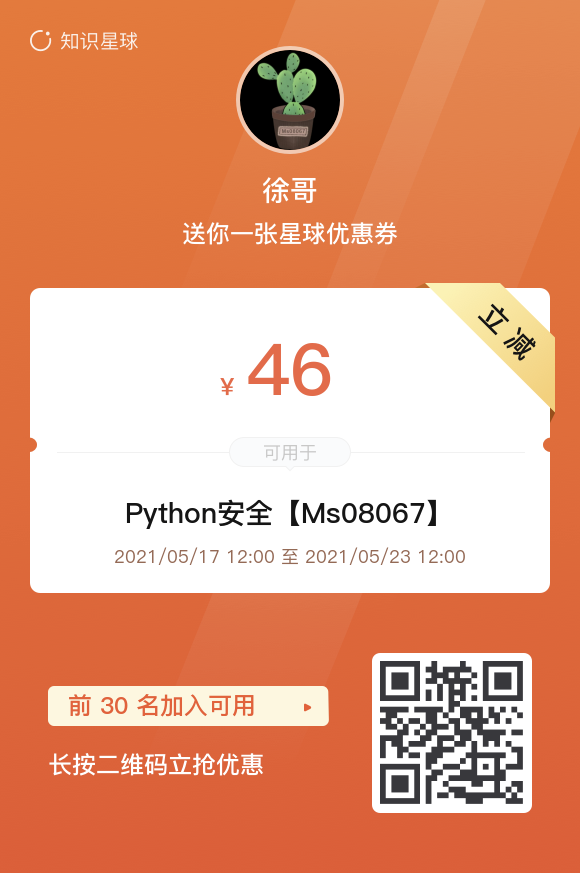 知识星球
Ms08067
徐哥
送你一张星球优惠券
立减
¥ 46
可用于
Python安全【Ms08067】
2021/05/17 12:00 至 2021/05/23 12:00
前 30 名加入可用
长按二维码立抢优惠